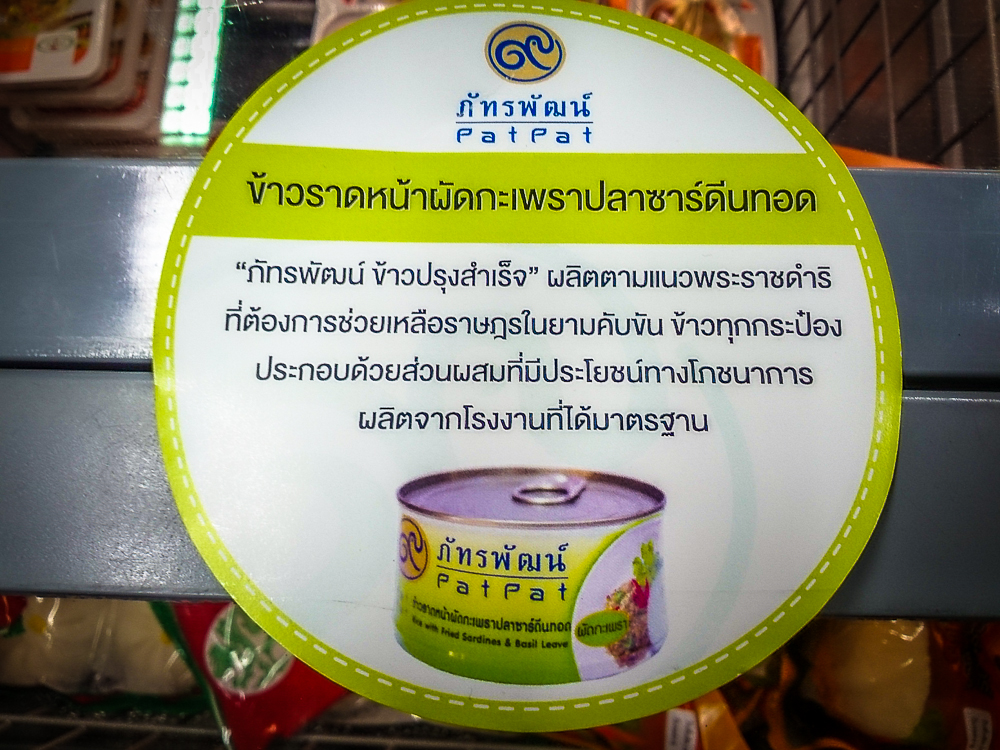 ๙
ภัทรพัฒน์
PatPat
ข้าวราดหน้าผัดกะเพราปลาซาร์ดีนทอด
“ภัทรพัฒน์ ข้าวปรุงสำเร็จ” ผลิตตามแนวพระราชดำริ
ที่ต้องการช่วยเหลือราษฎรในยามคับขัน ข้าวทุกกระป๋อง
ประกอบด้วยส่วนผสมที่มีประโยชน์ทางโภชนาการ
ผลิตจากโรงงานที่ได้มาตรฐาน
๙
ภัทรพัฒน์
PatPat
ข้าวราดหน้าผัดกะเพราปลาซาร์ดีนทอด
Rice with Fried Sardines & Basil Leave
ผัดกะเพรา